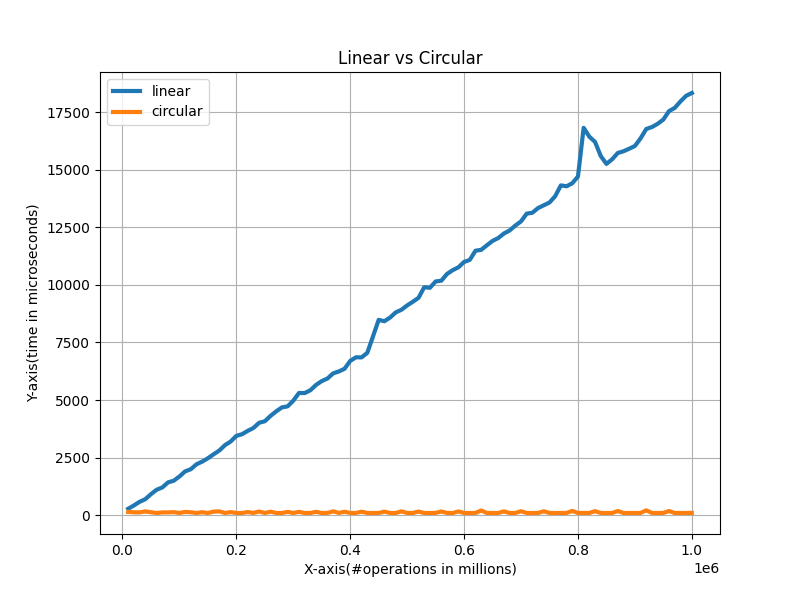 Linear vs Circular
linear
circular
Y-axis(time in microseconds)
17500
15000
12500
10000
7500
5000
2500
0
0.0 0.2 0.4 0.6 0.8 1.0
1e6
X-axis(#operations in millions)